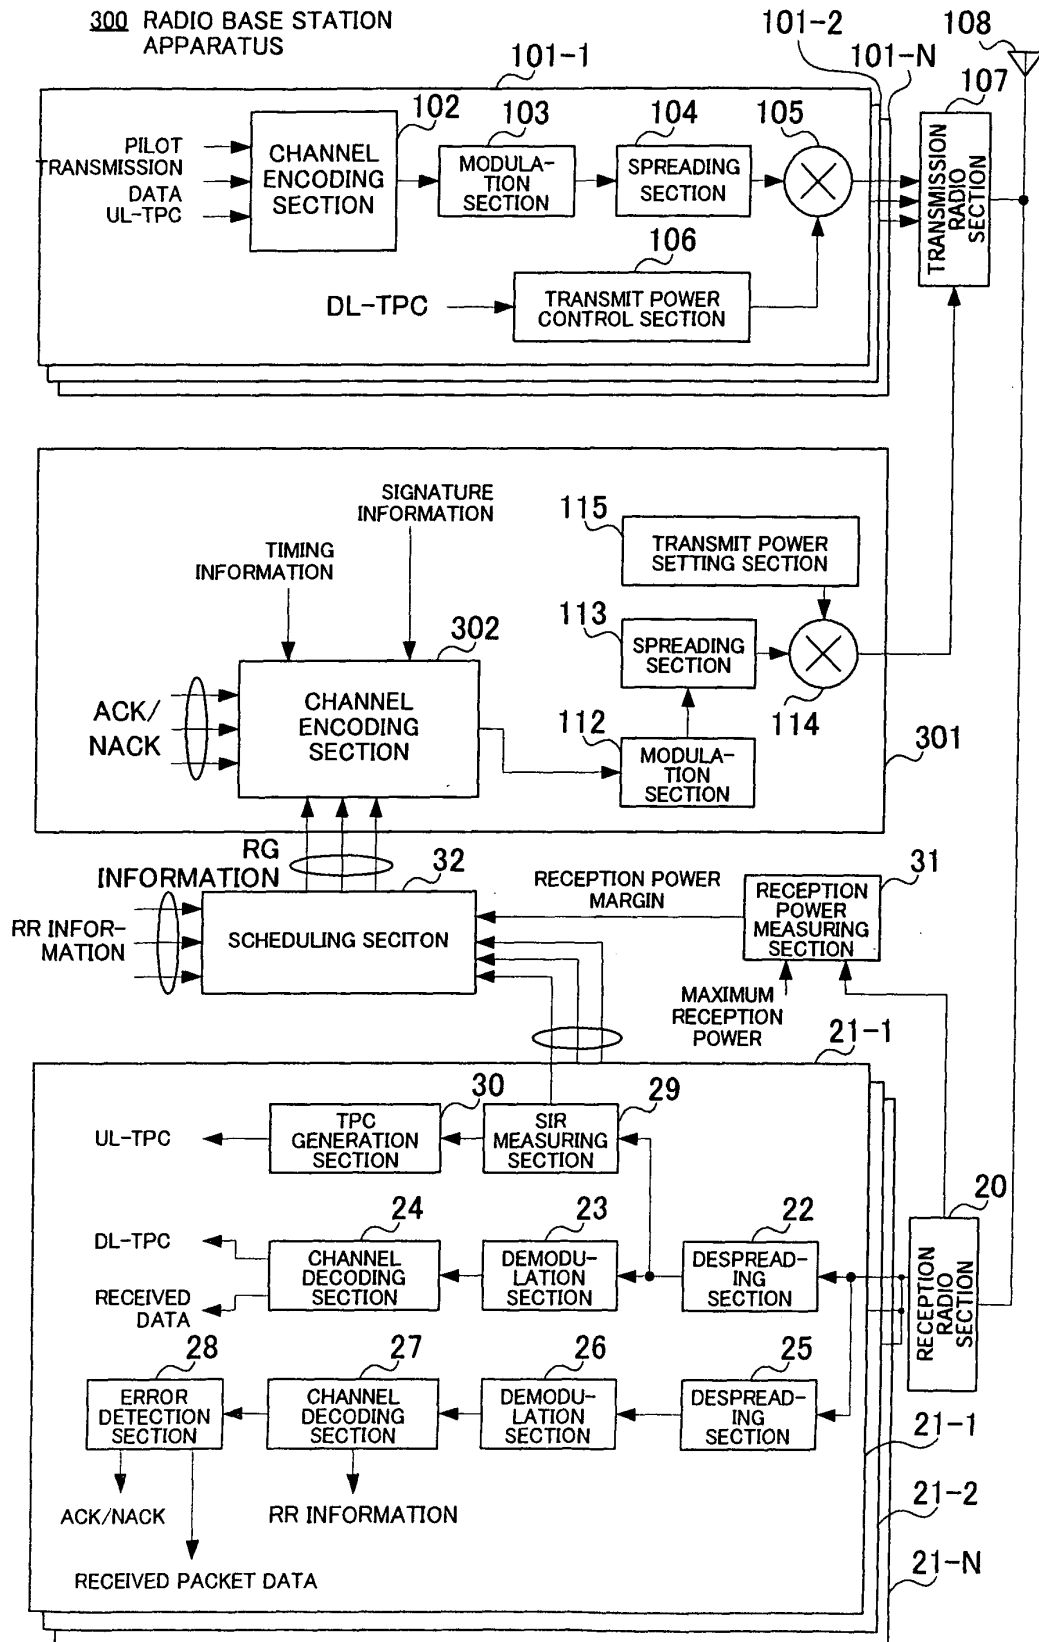 300 RADIO BASE STATION
APPARATUS
101-1
101-2
101-N
108
107
102
103
104
105
PILOT
TRANSMISSION
DATA
UL-TPC
CHANNEL
ENCODING
SECTION
MODULA-
TION
SECTION
SPREADING
SECTION
TRANSMISSION
RADIO
SECTION
106
DL-TPC
TRANSMIT POWER
CONTROL SECTION
SIGNATURE
INFORMATION
TIMING
INFORMATION
115
TRANSMIT POWER
SETTING SECTION
302
113
SPREADING
SECTION
114
ACK/
NACK
CHANNEL
ENCODING
SECTION
112
MODULA-
TION
SECTION
301
RG
INFORMATION
32
RECEPTION POWER
MARGIN
31
RECEPTION
POWER
MEASURING
SECTION
RR INFOR-
MATION
SCHEDULING SECITON
MAXIMUM
RECEPTION
POWER
21-1
30
29
UL-TPC
TPC
GENERATION
SECTION
SIR
MEASURING
SECTION
20
24
23
22
DL-TPC
CHANNEL
DECODING
SECTION
DEMODU-
LATION
SECTION
DESPREAD-
ING
SECTION
RECEPTION
RADIO
SECTION
RECEIVED
DATA
28
27
26
25
ERROR
DETECTION
SECTION
CHANNEL
DECODING
SECTION
DEMODU-
LATION
SECTION
DESPREAD-
ING
SECTION
21-1
ACK/NACK
RR INFORMATION
21-2
RECEIVED PACKET DATA
21-N